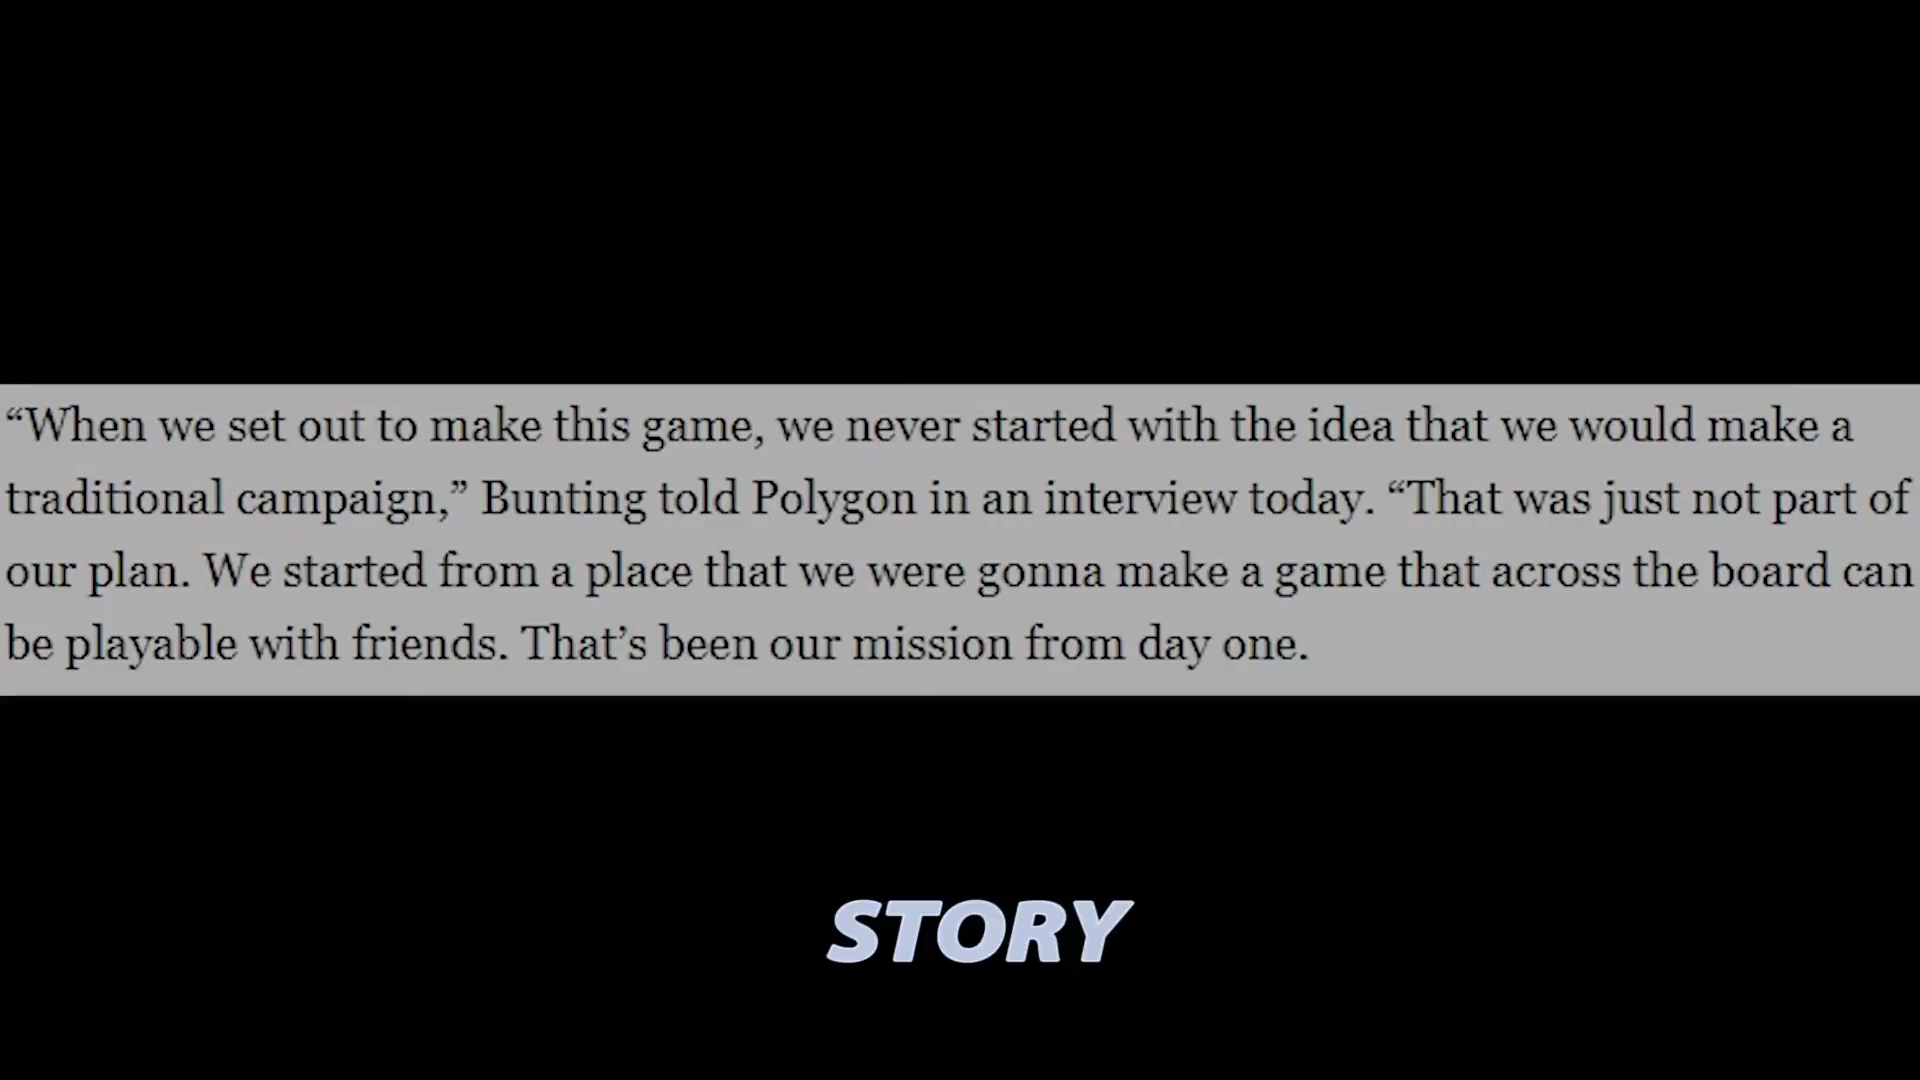 “When we set out to make this game, we never started with the idea that we would make a
traditional campaign,” Bunting told Polygon in an interview today. “That was just not part of
our plan. We started from a place that we were gonna make a game that across the board can
be playable with friends. That’s been our mission from day one.
STORY